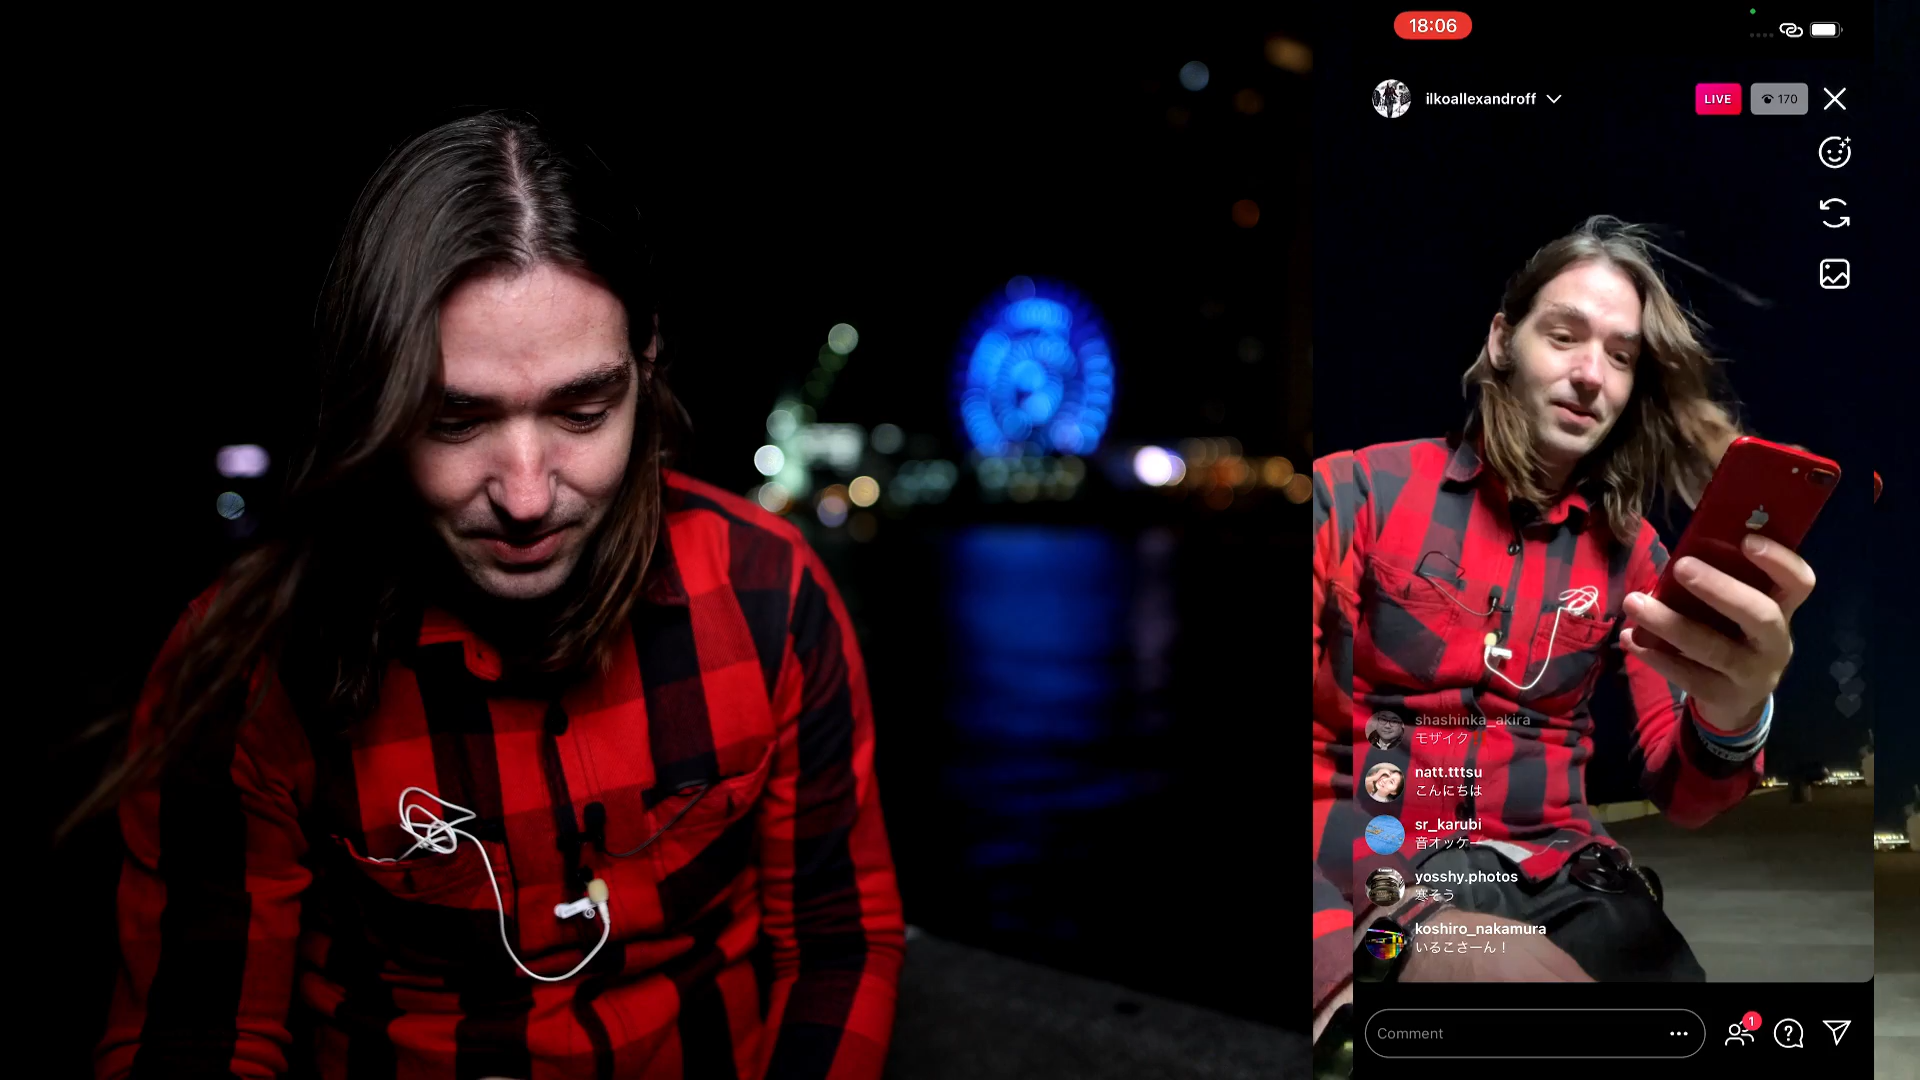 18:06
ilkoallexandroff
LIVE
170
shashinka_akira
モザイク
natt.tttsu
こんにちは
sr_karubi
音オッケー
yosshy.photos
寒そう
koshiro_nakamura
いるこさーん！
Comment
1